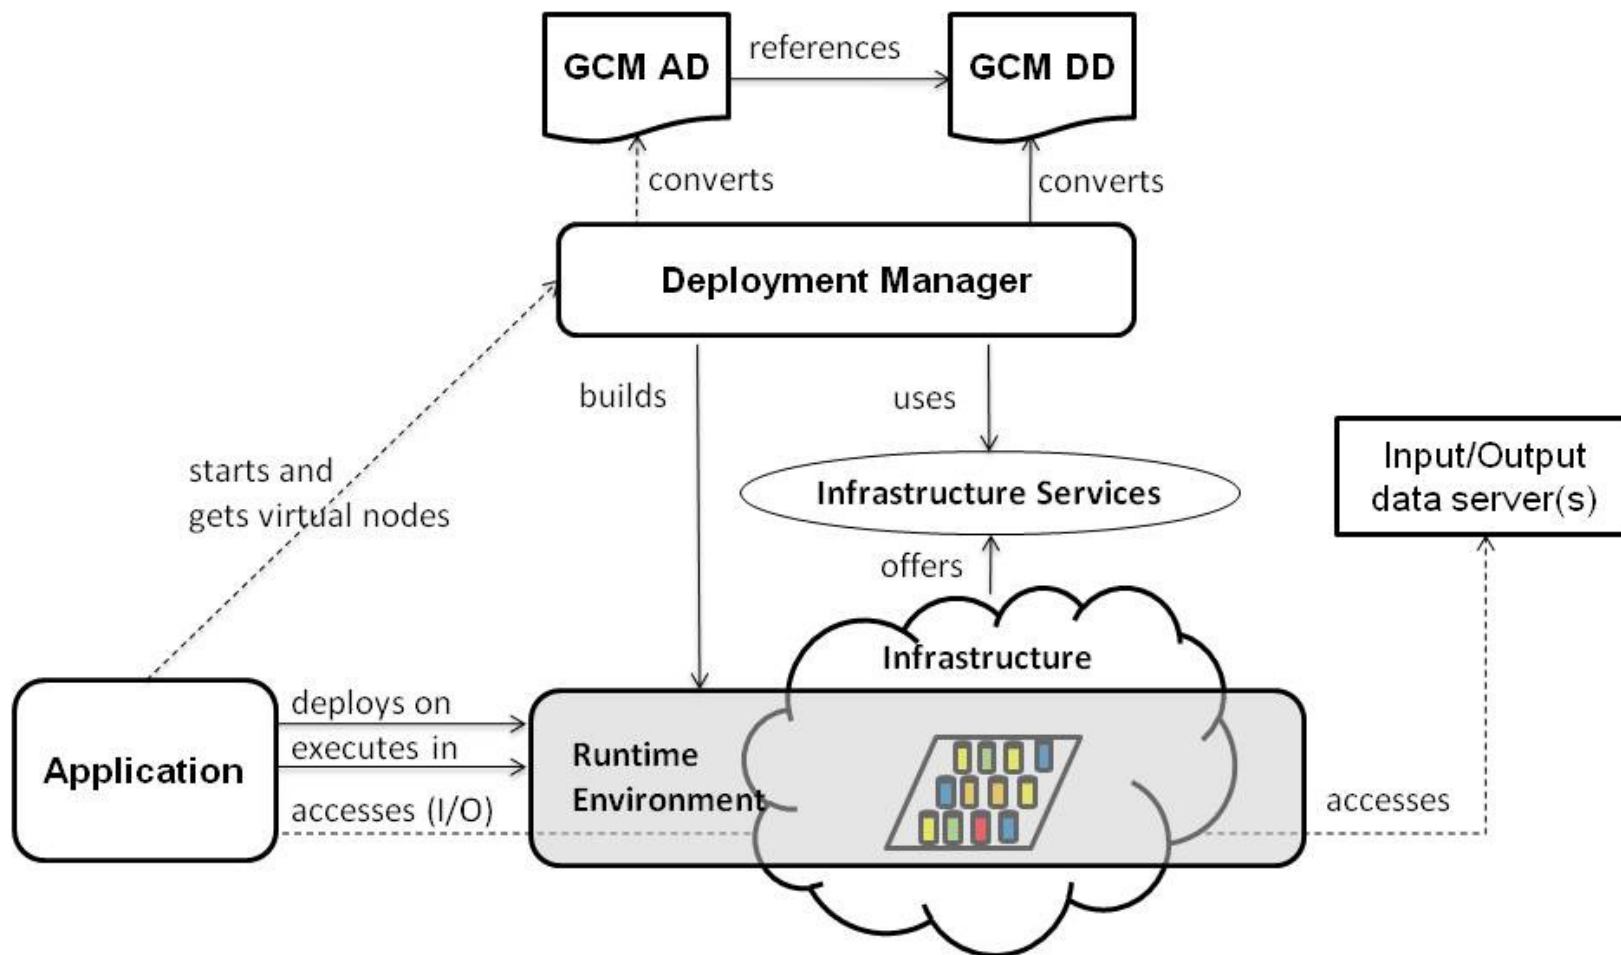 GCM AD
references
GCM DD
converts
converts
Deployment Manager
builds
uses
starts and
gets virtual nodes
Infrastructure Services
Input/Output
data server(s)
offers
Infrastructure
Application
deploys on
executes in
accesses (I/O)
Runtime
Environment
accesses